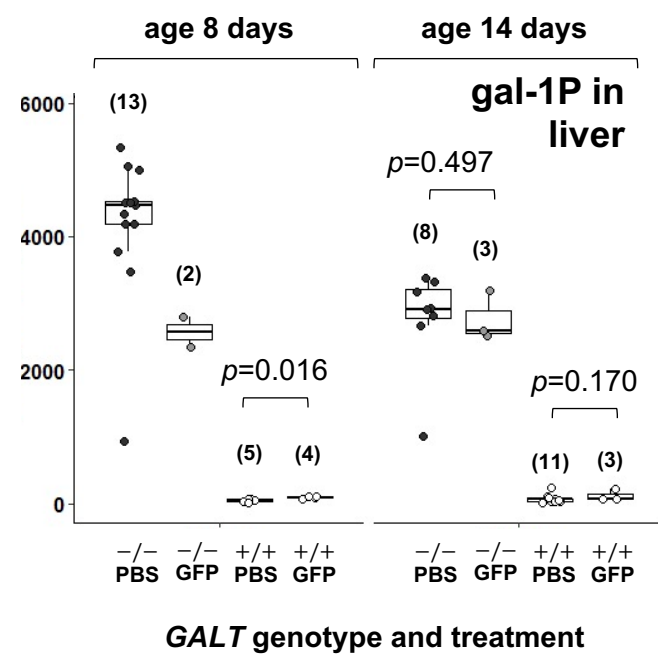 age 8 days
age 14 days
gal-1P in
liver
6000
4000
2000
0
(13)
(2)
p=0.016
(5)
(4)
p=0.497
(8)
(3)
p=0.170
(11)
(3)
−/− −/− +/+ +/+
PBS GFP PBS GFP
−/− −/− +/+ +/+
PBS GFP PBS GFP
GALT genotype and treatment